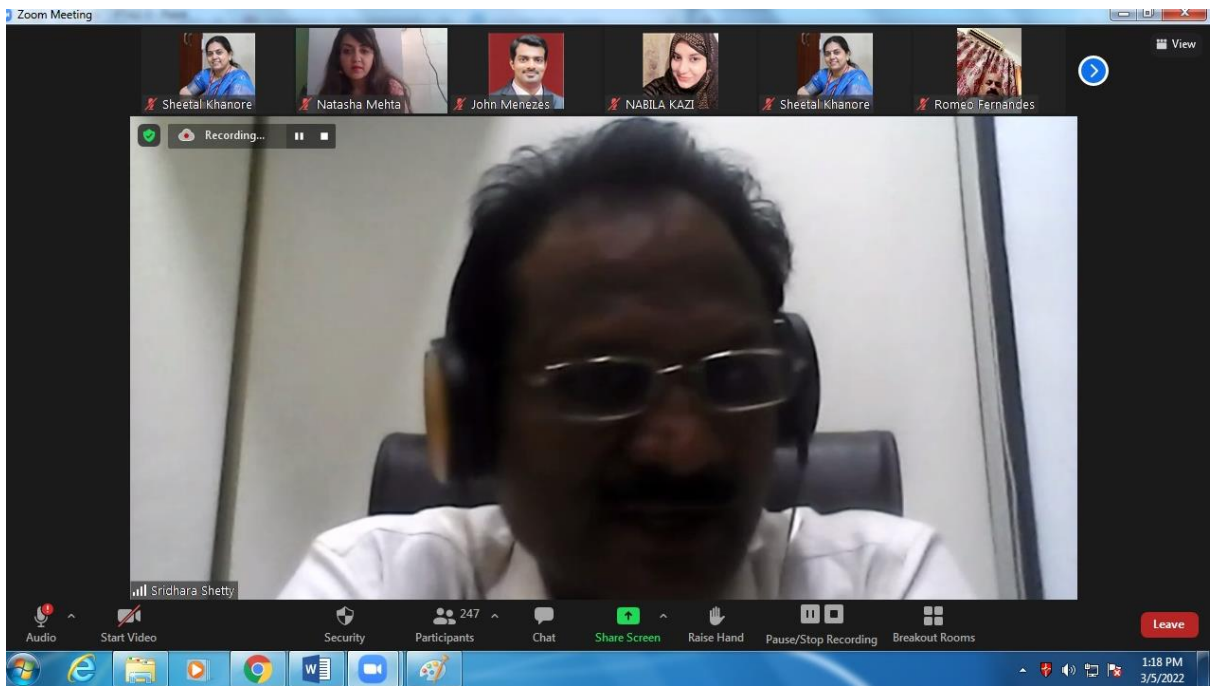 Zoom Meeting
View
Sheetal Khanore
Natasha Mehta
John Menezes
NABILA KAZI
Sheetal Khanore
Romeo Fernandes
Recording...
Sridhara Shetty
247
Audio
Start Video
Security
Participants
Chat
Share Screen
Raise Hand
Pause/Stop Recording
Breakout Rooms
Leave
1:18 PM
3/5/2022